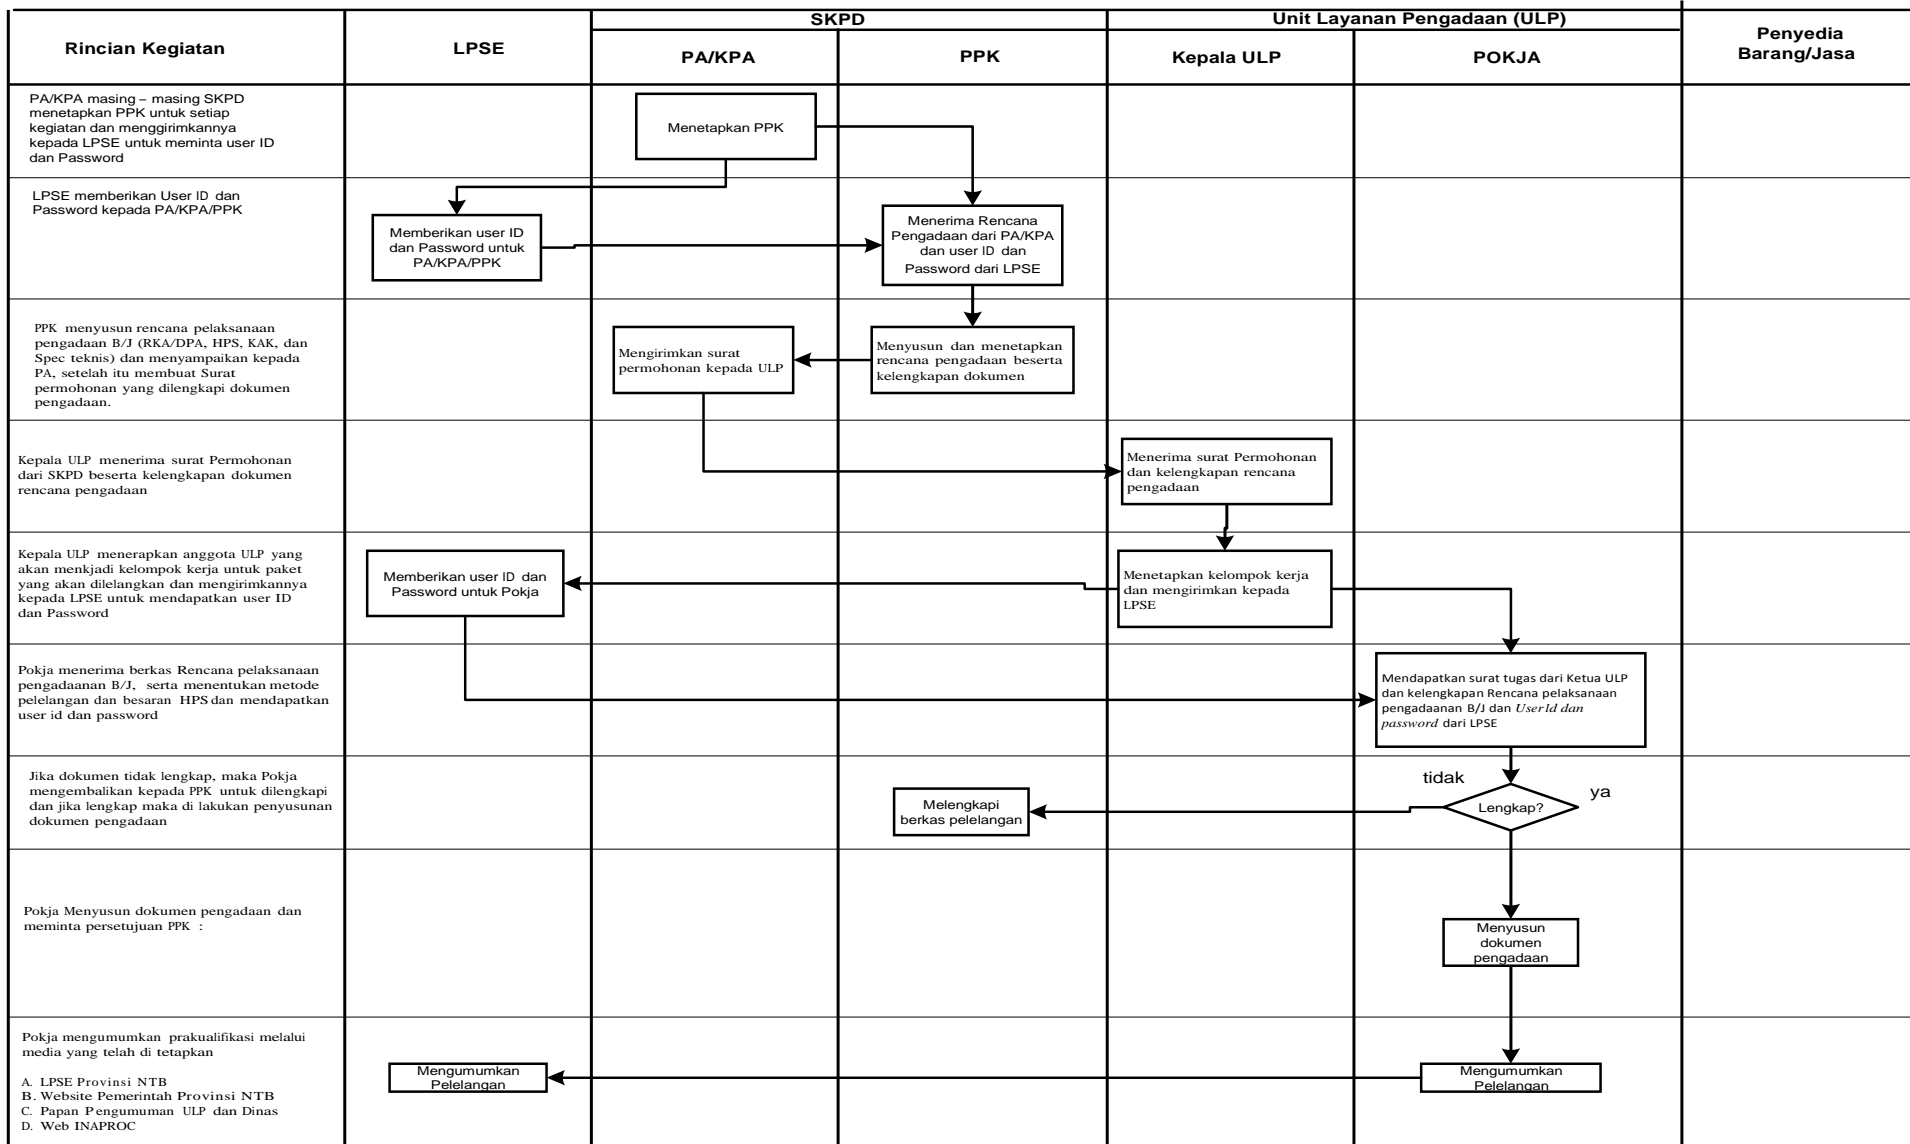 Rincian Kegiatan
LPSE
SKPD
PA/KPA
PPK
Unit Layanan Pengadaan (ULP)
Kepala ULP
POKJA
Penyedia
Barang/Jasa
PA/KPA masing – masing SKPD
menetapkan PPK untuk setiap
kegiatan dan menggirimkannya
kepada LPSE untuk meminta user ID
dan Password
Menetapkan PPK
LPSE memberikan User ID dan
Password kepada PA/KPA/PPK
Memberikan user ID
dan Password untuk
PA/KPA/PPK
Menerima Rencana
Pengadaan dari PA/KPA
dan user ID dan
Password dari LPSE
PPK menyusun rencana pelaksanaan
pengadaan B/J (RKA/DPA, HPS, KAK, dan
Spec teknis) dan menyampaikan kepada
PA, setelah itu membuat Surat
permohonan yang dilengkapi dokumen
pengadaan.
Mengirimkan surat
permohonan kepada ULP
Menyusun dan menetapkan
rencana pengadaan beserta
kelengkapan dokumen
Kepala ULP menerima surat Permohonan
dari SKPD beserta kelengkapan dokumen
rencana pengadaan
Menerima surat Permohonan
dan kelengkapan rencana
pengadaan
Kepala ULP menerapkan anggota ULP yang
akan menkjadi kelompok kerja untuk paket
yang akan dilelangkan dan mengirimkannya
kepada LPSE untuk mendapatkan user ID
dan Password
Memberikan user ID dan
Password untuk Pokja
Menetapkan kelompok kerja
dan mengirimkan kepada
LPSE
Pokja menerima berkas Rencana pelaksanaan
pengadaanan B/J, serta menentukan metode
pelelangan dan besaran HPS dan mendapatkan
user id dan password
Mendapatkan surat tugas dari Ketua ULP
dan kelengkapan Rencana pelaksanaan
pengadaanan B/J dan User Id dan
password dari LPSE
Jika dokumen tidak lengkap, maka Pokja
mengembalikan kepada PPK untuk dilengkapi
dan jika lengkap maka di lakukan penyusunan
dokumen pengadaan
Melengkapi
berkas pelelangan
tidak
Lengkap?
ya
Pokja Menyusun dokumen pengadaan dan
meminta persetujuan PPK :
Menyusun
dokumen
pengadaan
Pokja mengumumkan prakualifikasi melalui
media yang telah di tetapkan
A. LPSE Provinsi NTB
B. Website Pemerintah Provinsi NTB
C. Papan Pengumuman ULP dan Dinas
D. Web INAPROC
Mengumumkan
Pelelangan
Mengumumkan
Pelelangan